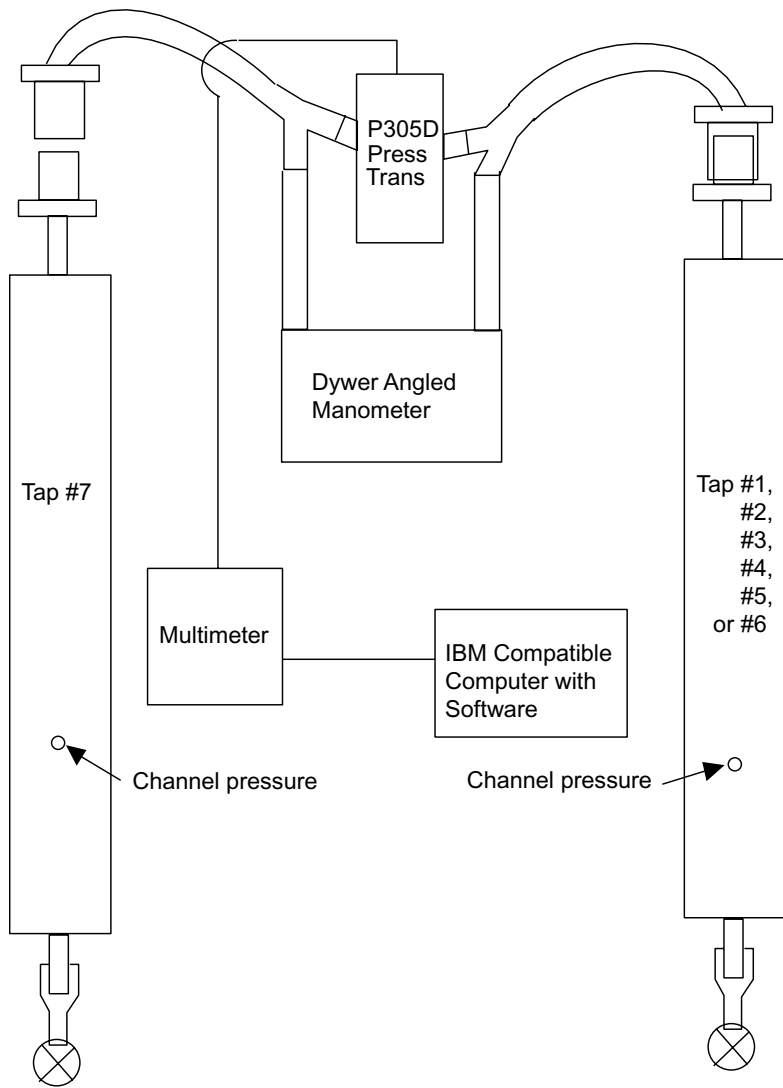 P305D
Press
Trans
Dywer Angled
Manometer
Tap #7
Tap #1,
#2,
#3,
#4,
#5,
or #6
Multimeter
IBM Compatible
Computer with
Software
Channel pressure
Channel pressure